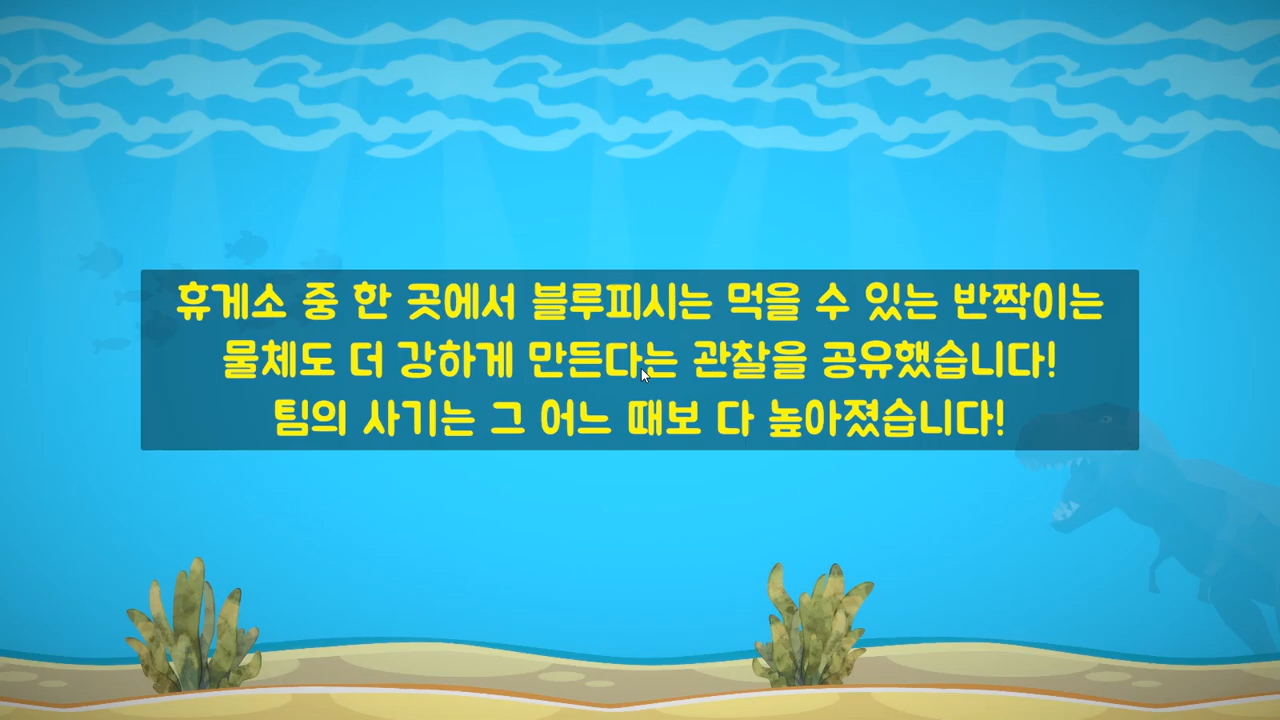 휴게소 중 한 곳에서 블루피시는 먹을 수 있는 반짝이는
물체도 더 강하게 만든다는 관찰을 공유했습니다!
팀의 사기는 그 어느 때보 다 높아졌습니다!